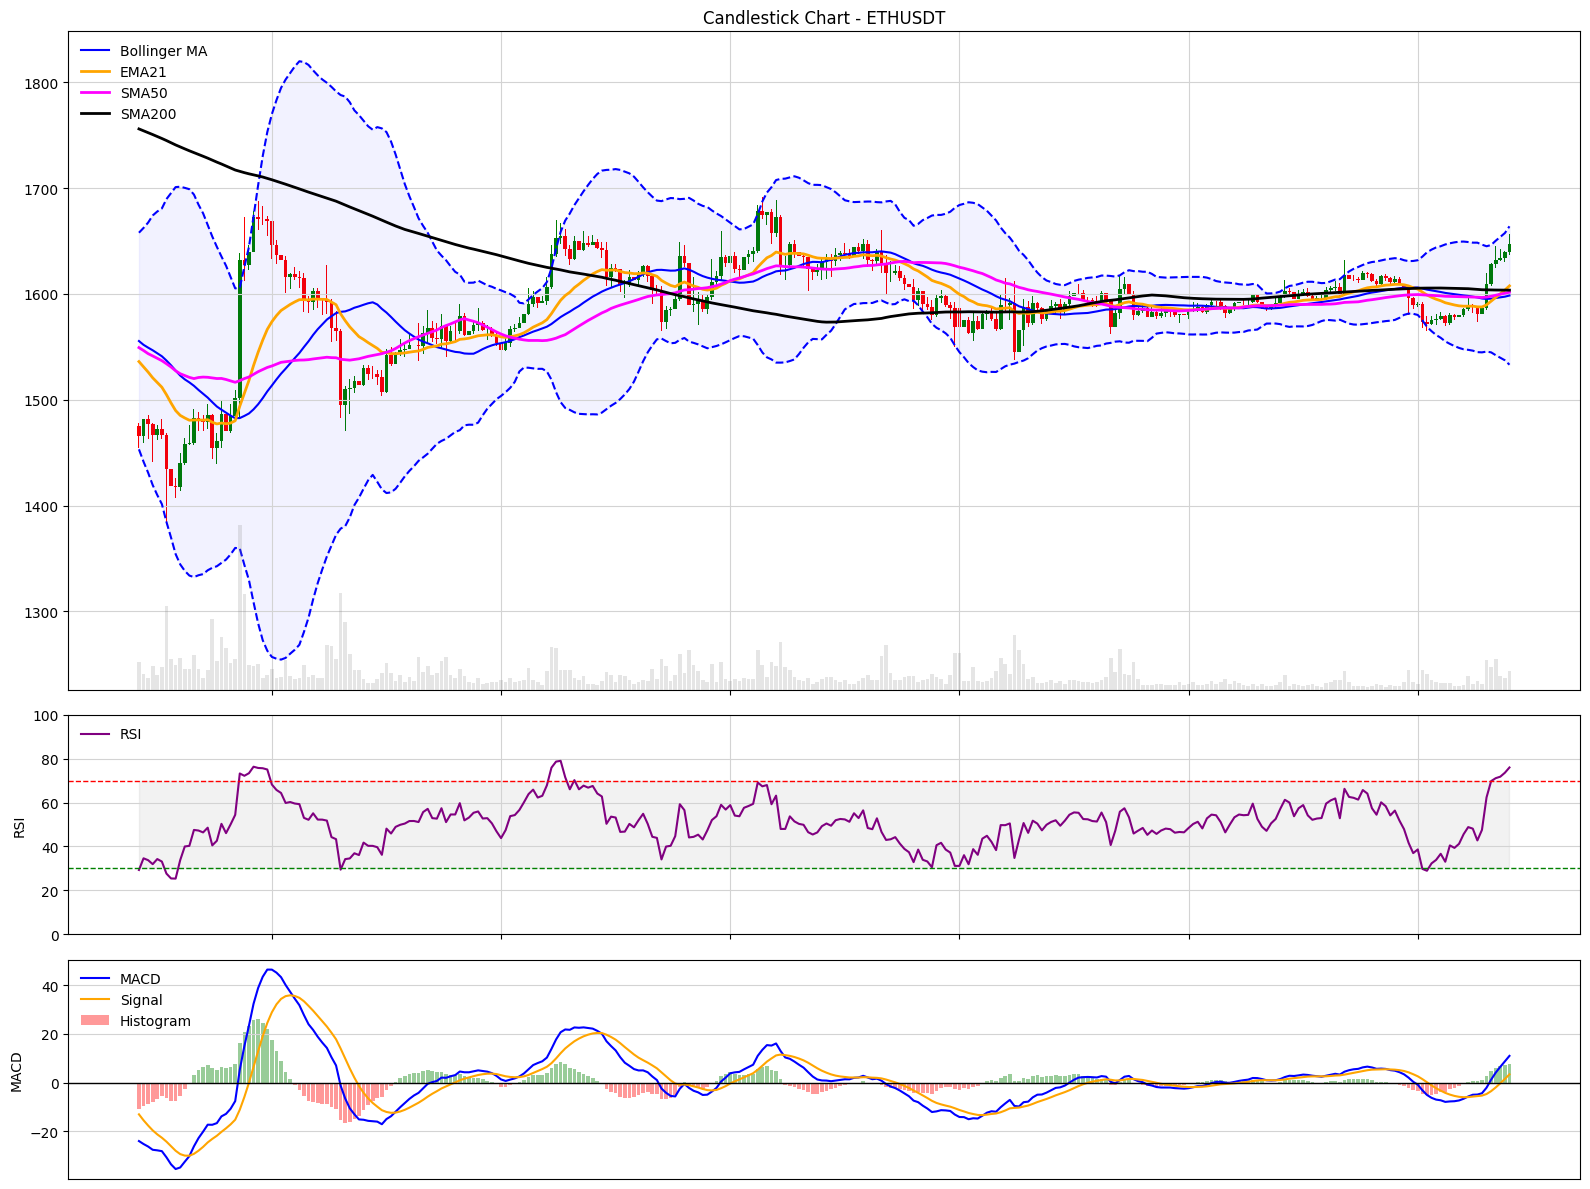 Candlestick Chart - ETHUSDT
Bollinger MA
EMA21
SMA50
SMA200
1800
1700
1600
1500
1400
1300
RSI
100
80
60
40
20
0
RSI
MACD
Signal
Histogram
40
20
0
−20
MACD